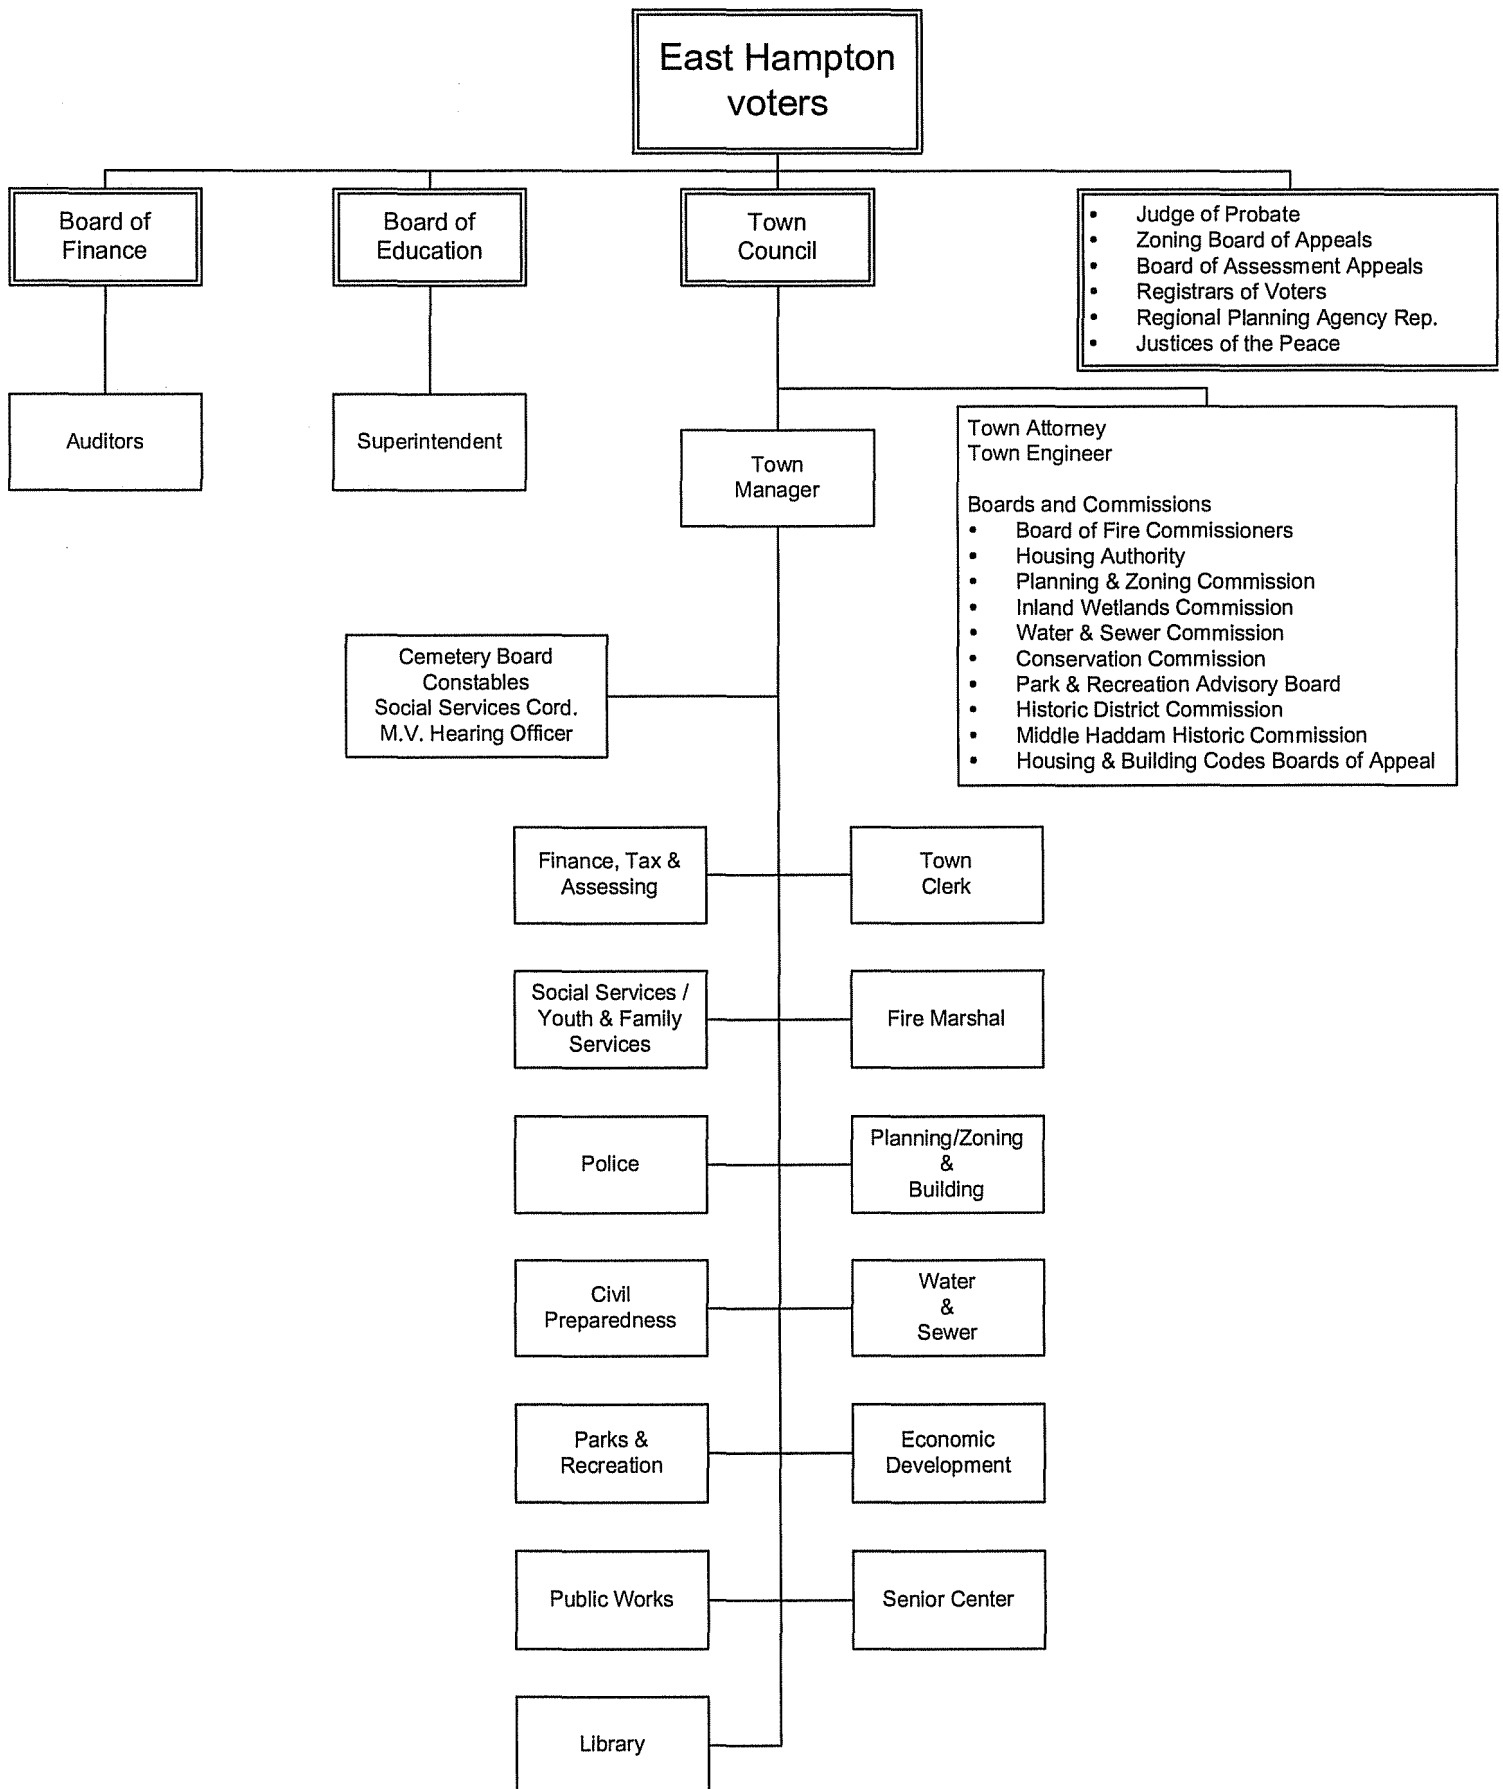 East Hampton
voters
Board of
Finance
Board of
Education
Town
Council
• Judge of Probate
• Zoning Board of Appeals
• Board of Assessment Appeals
• Registrars of Voters
• Regional Planning Agency Rep.
• Justices of the Peace
Auditors
Superintendent
Town
Manager
Town Attorney
Town Engineer
Boards and Commissions
• Board of Fire Commissioners
• Housing Authority
• Planning & Zoning Commission
• Inland Wetlands Commission
• Water & Sewer Commission
• Conservation Commission
• Park & Recreation Advisory Board
• Historic District Commission
• Middle Haddam Historic Commission
• Housing & Building Codes Boards of Appeal
Cemetery Board
Constables
Social Services Cord.
M.V. Hearing Officer
Finance, Tax &
Assessing
Town
Clerk
Social Services /
Youth & Family
Services
Fire Marshal
Police
Planning/Zoning
&
Building
Civil
Preparedness
Water
&
Sewer
Parks &
Recreation
Economic
Development
Public Works
Senior Center
Library